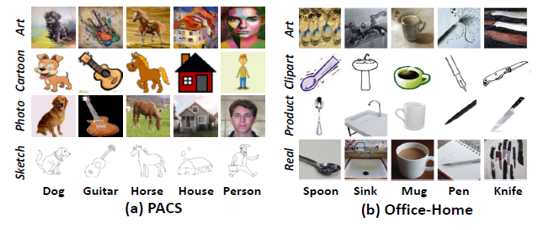 Art
Cartoon
Photo
Sketch
Dog Guitar Horse House Person
(a) PACS
Art
Clipart
Product
Real
Spoon Sink Mug Pen Knife
(b) Office-Home